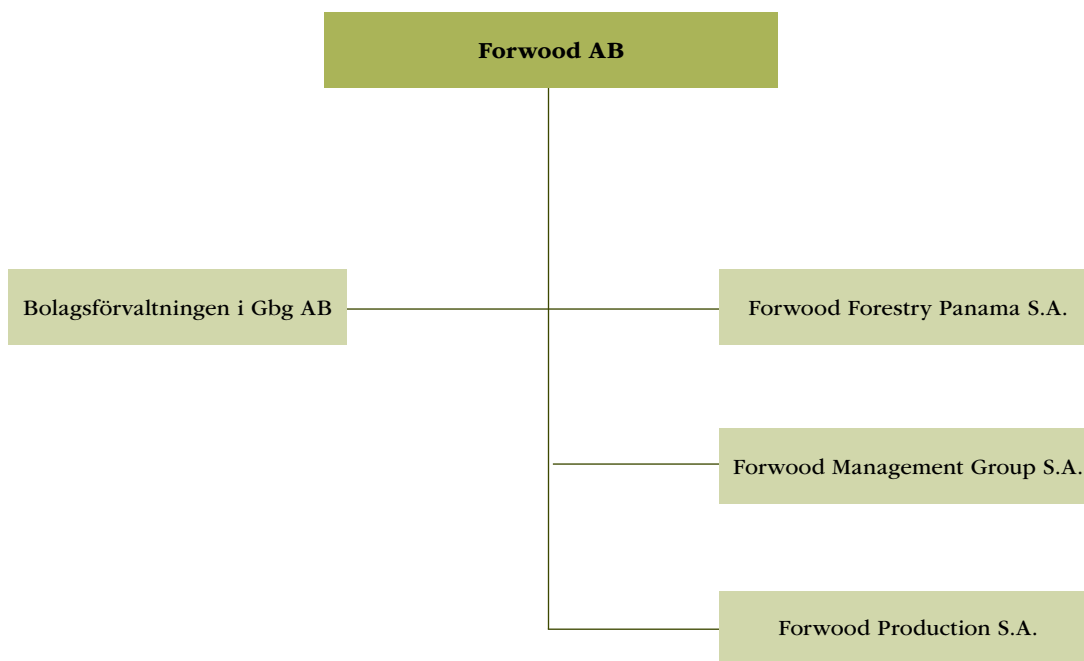 Forwood AB
Bolagsförvaltningen i Gbg AB
Forwood Forestry Panama S.A.
Forwood Management Group S.A.
Forwood Production S.A.